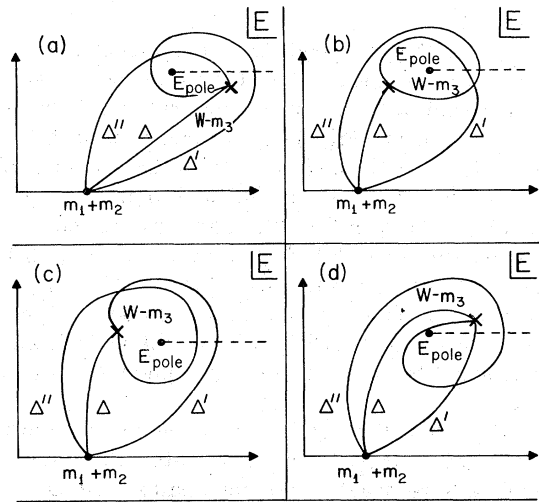 (a)
E
E_pole
W-m_3
Δ''
Δ
Δ'
m_1+m_2
(b)
E
E_pole
W-m_3
Δ''
Δ
Δ'
m_1+m_2
(c)
E
W-m_3
E_pole
Δ''
Δ
Δ'
m_1+m_2
(d)
E
W-m_3
E_pole
Δ''
Δ
Δ'
m_1+m_2